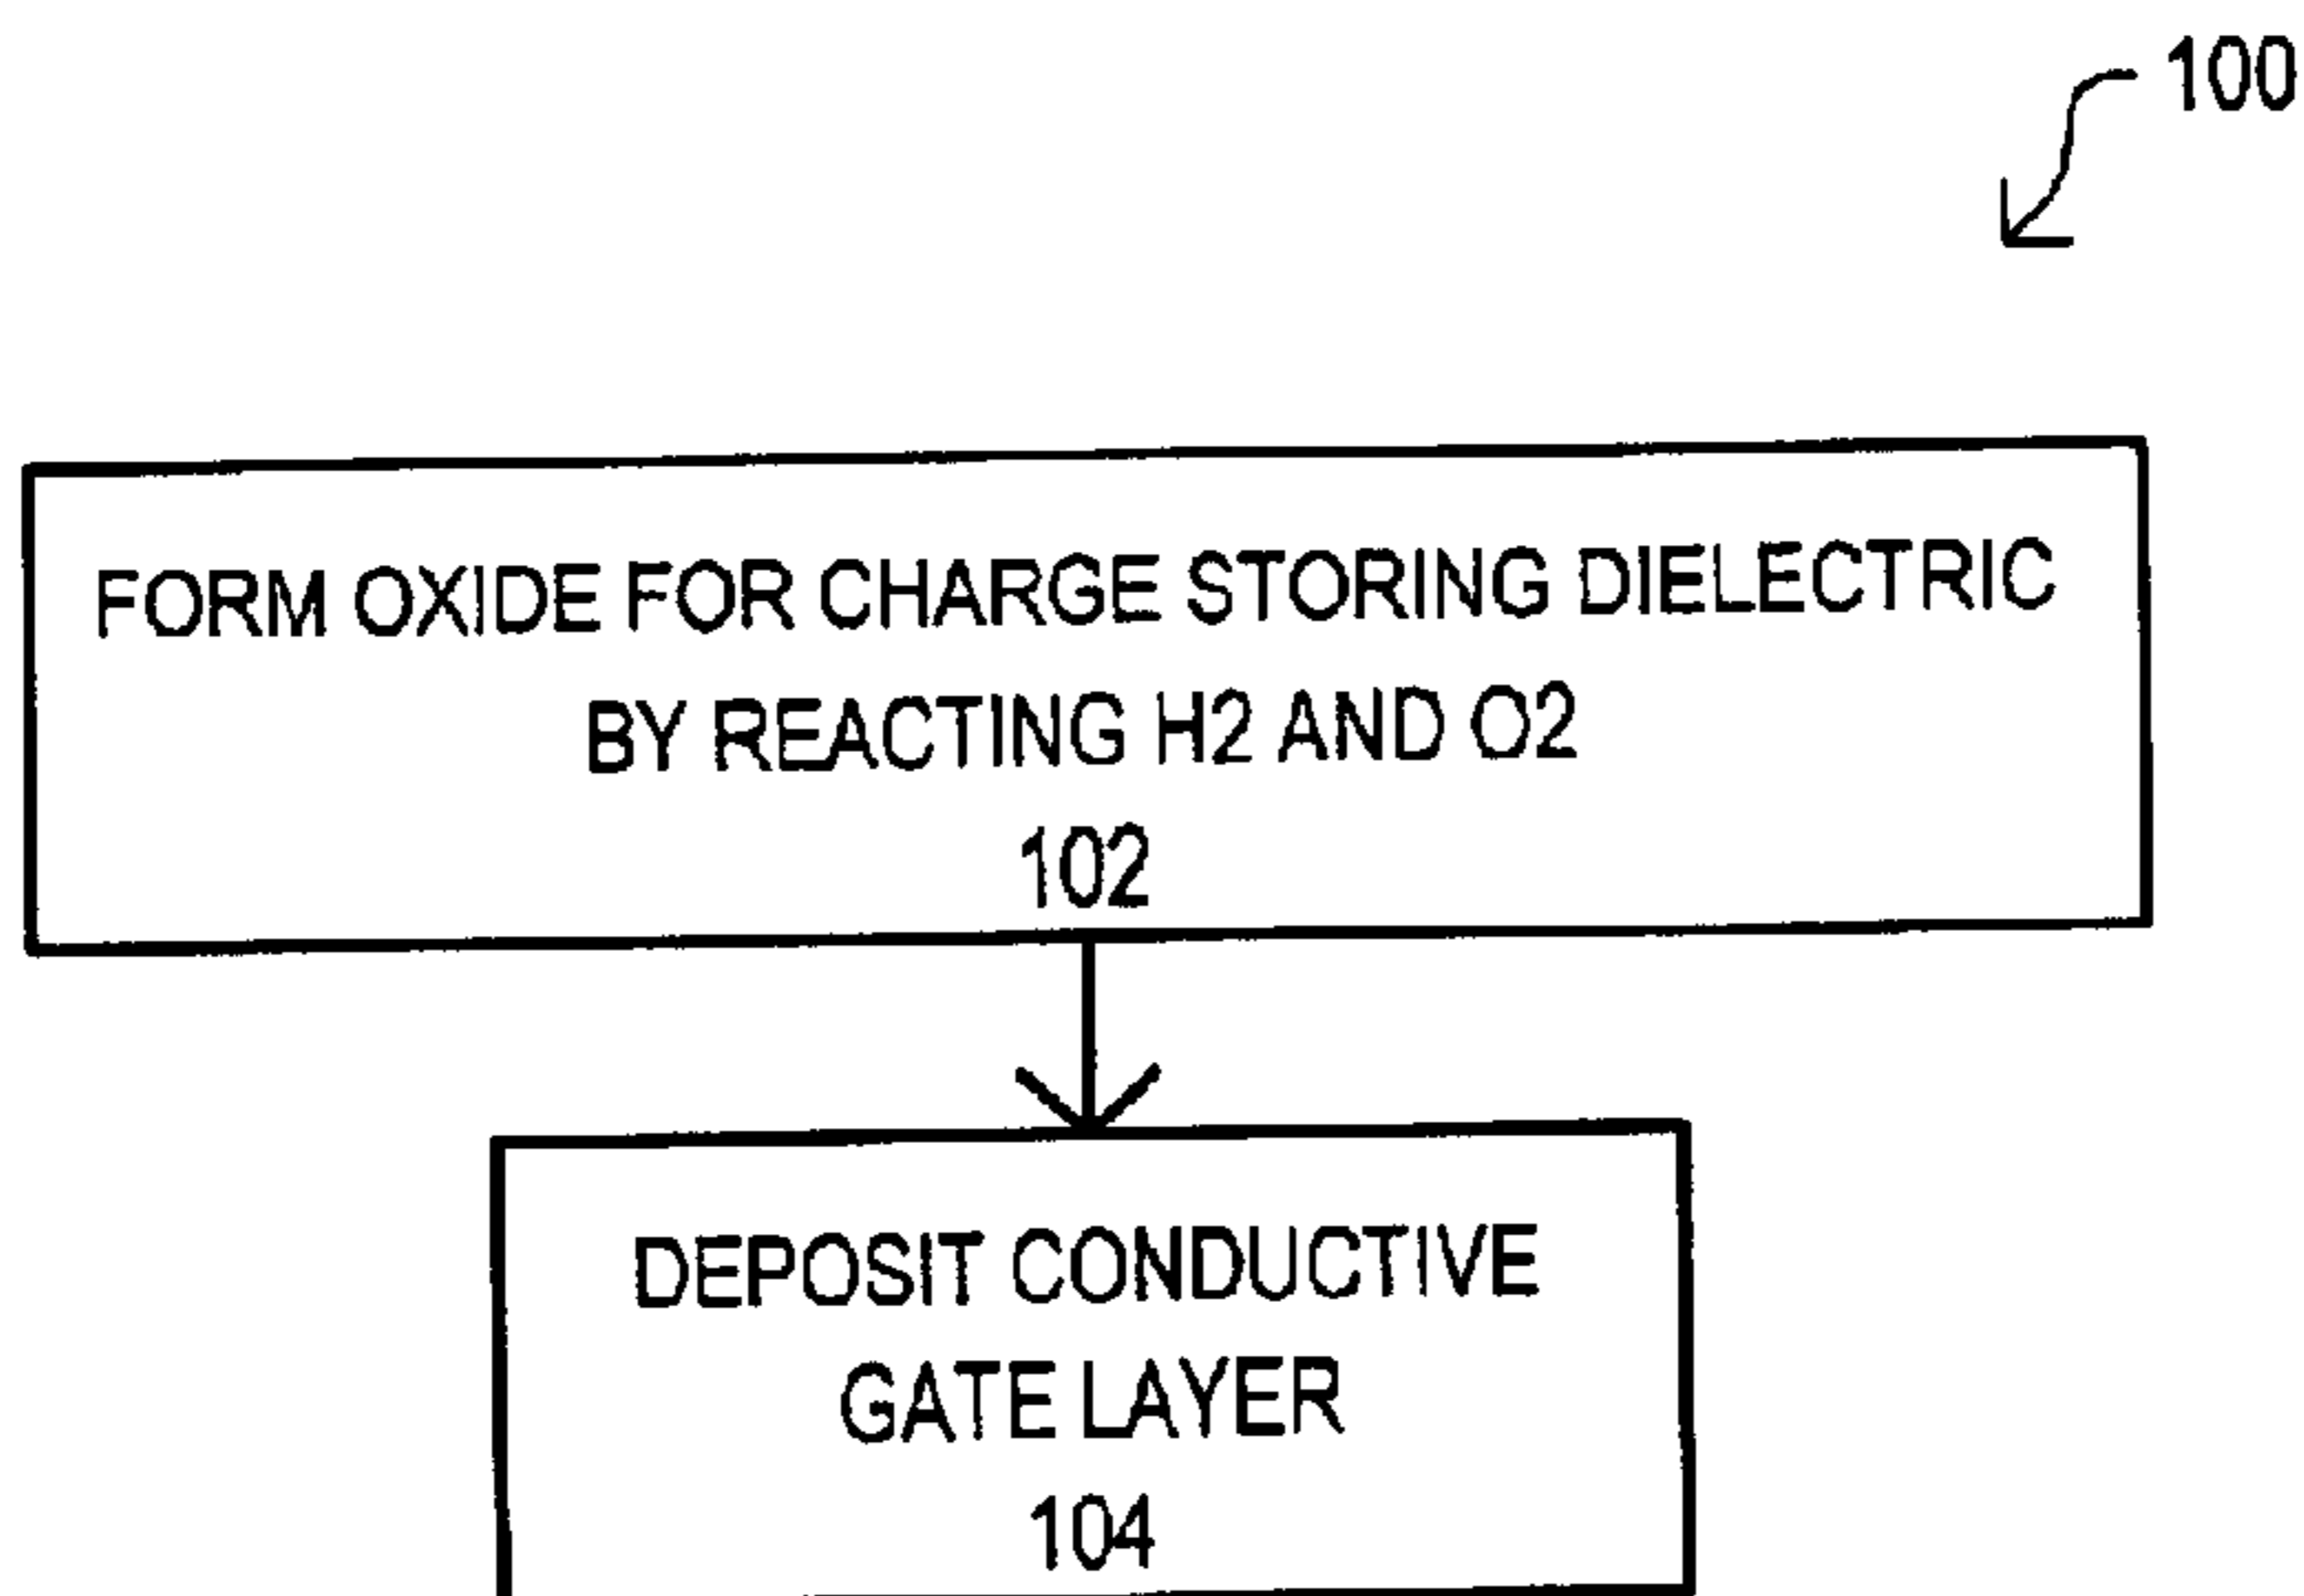 100
FORM OXIDE FOR CHARGE STORING DIELECTRIC
BY REACTING H2 AND O2
102
DEPOSIT CONDUCTIVE
GATE LAYER
104